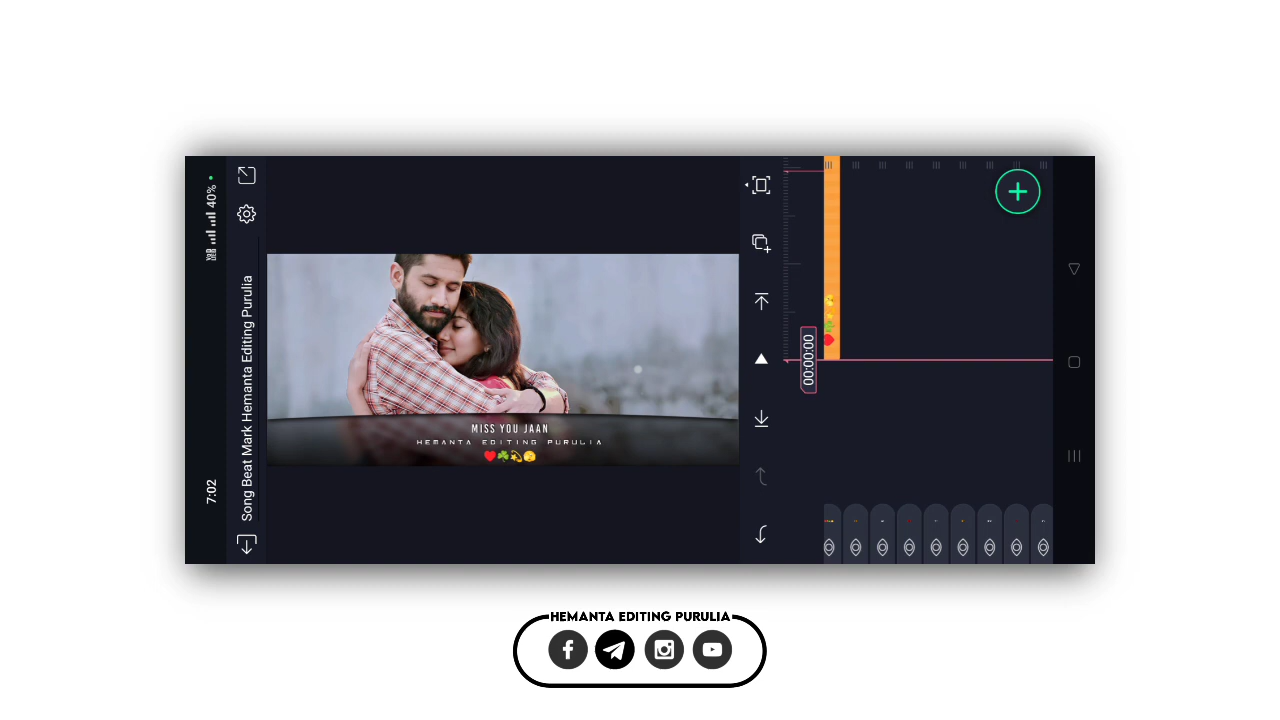 7:02
40%
Song Beat Mark Hemanta Editing Purulia
MISS YOU JAAN
HEMANTA EDITING PURULIA
❤️☘️💫🫣
00:00:00
HEMANTA EDITING PURULIA